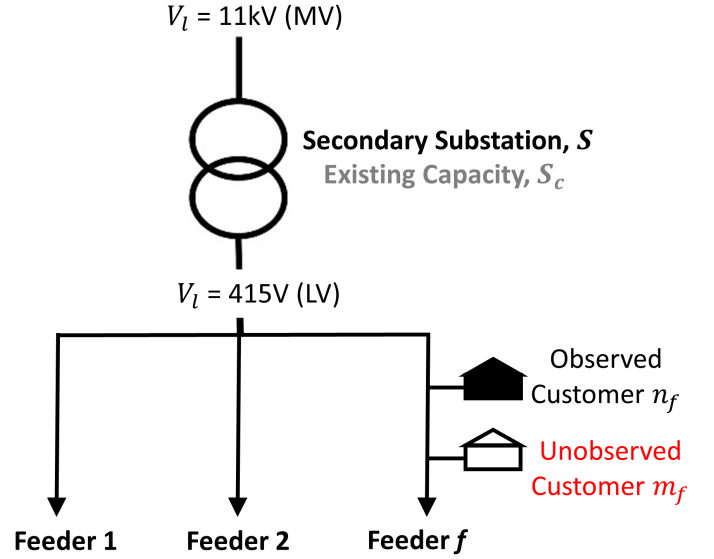 V_l = 11kV (MV)
Secondary Substation, S
Existing Capacity, S_c
V_l = 415V (LV)
Observed
Customer n_f
Unobserved
Customer m_f
Feeder 1
Feeder 2
Feeder f